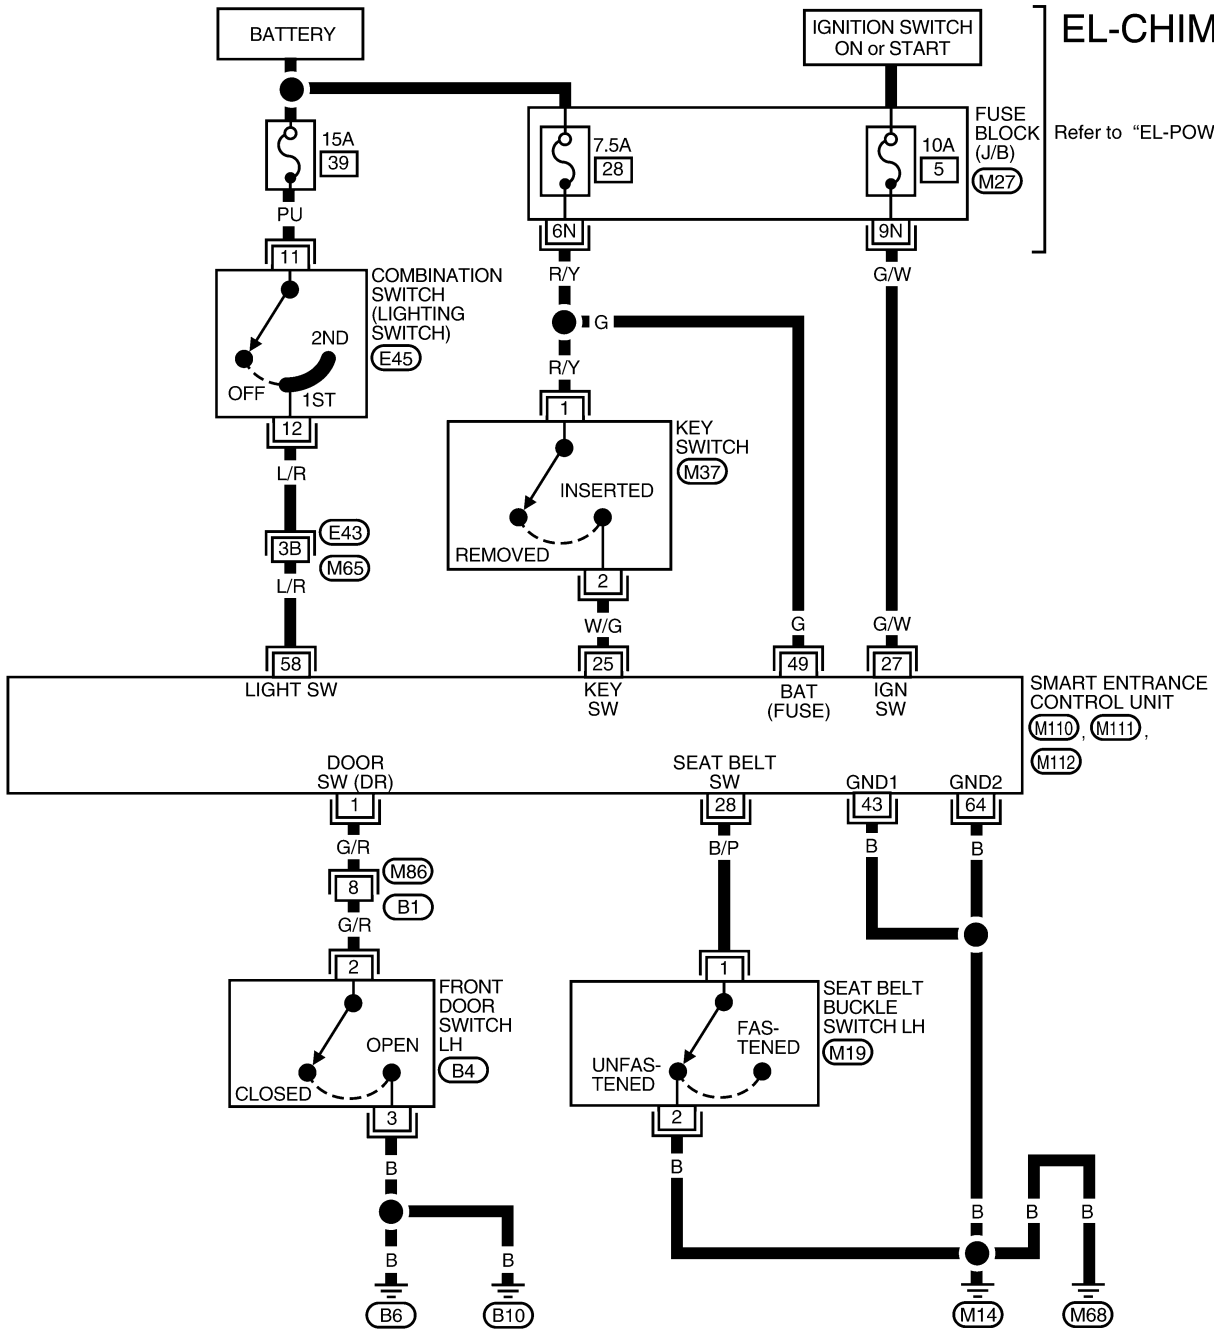 BATTERY
IGNITION SWITCH
ON or START
EL-CHIM
Refer to "EL-POW
FUSE
BLOCK
(J/B)
M27
15A
39
7.5A
28
10A
5
PU
11
6N
9N
R/Y
G/W
COMBINATION
SWITCH
(LIGHTING
SWITCH)
E45
OFF
1ST
2ND
12
G
R/Y
1
KEY
SWITCH
M37
INSERTED
REMOVED
2
L/R
3B
E43
M65
L/R
W/G
G
G/W
58
25
49
27
LIGHT SW
KEY
SW
BAT
(FUSE)
IGN
SW
SMART ENTRANCE
CONTROL UNIT
M110 , M111 ,
M112
DOOR
SW (DR)
SEAT BELT
SW
GND1
GND2
1
28
43
64
G/R
B/P
B
B
8
M86
B1
G/R
2
FRONT
DOOR
SWITCH
LH
B4
OPEN
CLOSED
3
1
SEAT BELT
BUCKLE
SWITCH LH
M19
FAS-
TENED
UNFAS-
TENED
2
B
B
B
B
B
B
B
B6
B10
M14
M68